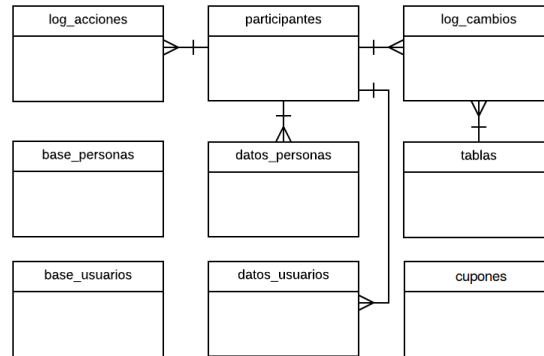 log_acciones
participantes
log_cambios
base_personas
datos_personas
tablas
base_usuarios
datos_usuarios
cupones